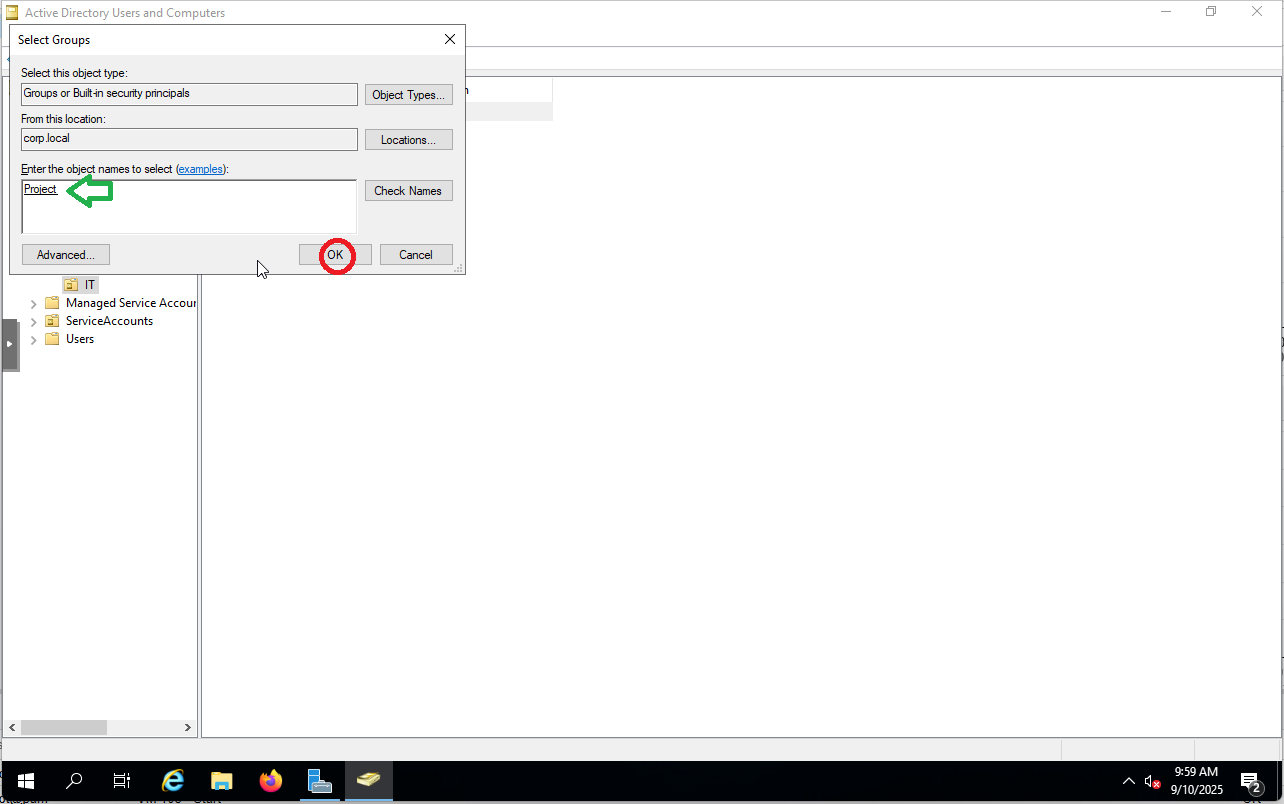 Active Directory Users and Computers
Select Groups
Select this object type:
Groups or Built-in security principals
Object Types...
From this location:
corp.local
Locations...
Enter the object names to select (examples):
Project
Check Names
Advanced...
OK
Cancel
IT
Managed Service Accour
ServiceAccounts
Users
9:59 AM
9/10/2025
2